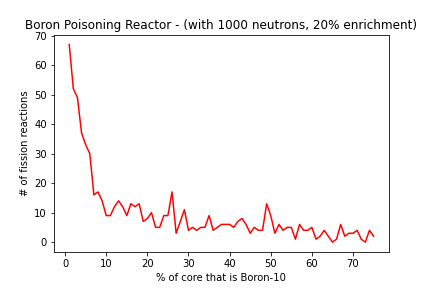 Boron Poisoning Reactor - (with 1000 neutrons, 20% enrichment)
70
60
50
40
30
20
10
0
# of fission reactions
0 10 20 30 40 50 60 70
% of core that is Boron-10